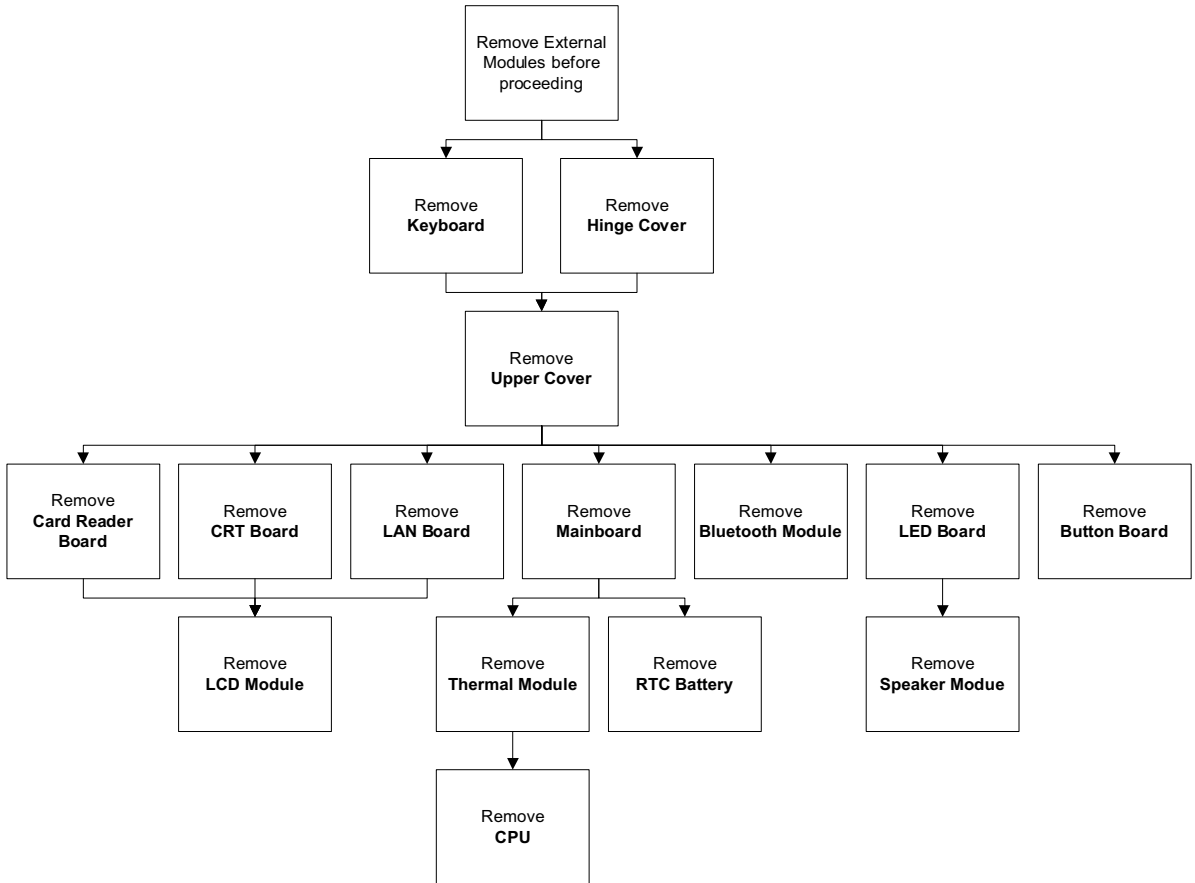 Remove External
Modules before
proceeding
Remove
Keyboard
Remove
Hinge Cover
Remove
Upper Cover
Remove
Card Reader
Board
Remove
CRT Board
Remove
LAN Board
Remove
Mainboard
Remove
Bluetooth Module
Remove
LED Board
Remove
Button Board
Remove
LCD Module
Remove
Thermal Module
Remove
RTC Battery
Remove
Speaker Modue
Remove
CPU